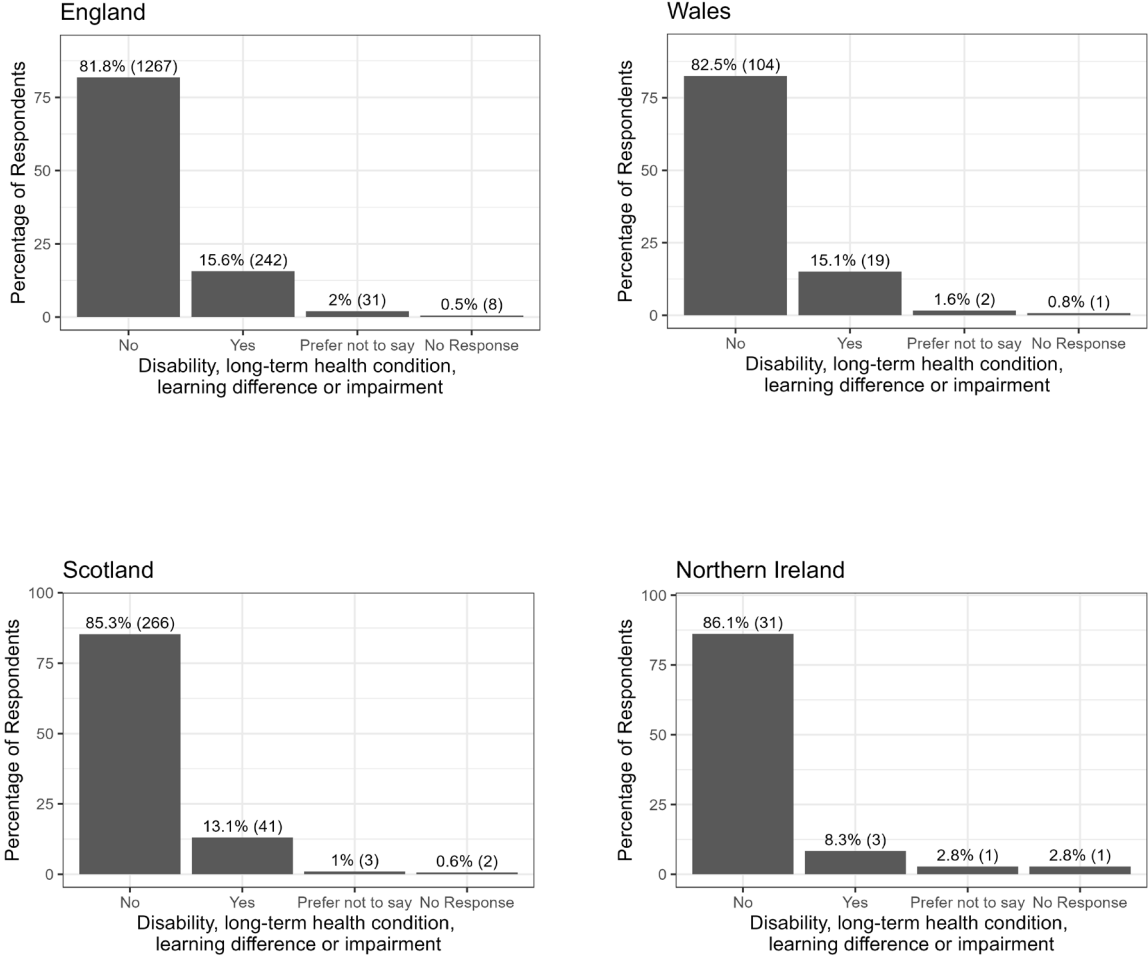 England
Percentage of Respondents
75
50
25
0
81.8% (1267)
15.6% (242)
2% (31)
0.5% (8)
No Yes Prefer not to say No Response
Disability, long-term health condition,
learning difference or impairment
Wales
Percentage of Respondents
75
50
25
0
82.5% (104)
15.1% (19)
1.6% (2)
0.8% (1)
No Yes Prefer not to say No Response
Disability, long-term health condition,
learning difference or impairment
Scotland
Percentage of Respondents
100
75
50
25
0
85.3% (266)
13.1% (41)
1% (3)
0.6% (2)
No Yes Prefer not to say No Response
Disability, long-term health condition,
learning difference or impairment
Northern Ireland
Percentage of Respondents
100
75
50
25
0
86.1% (31)
8.3% (3)
2.8% (1)
2.8% (1)
No Yes Prefer not to say No Response
Disability, long-term health condition,
learning difference or impairment